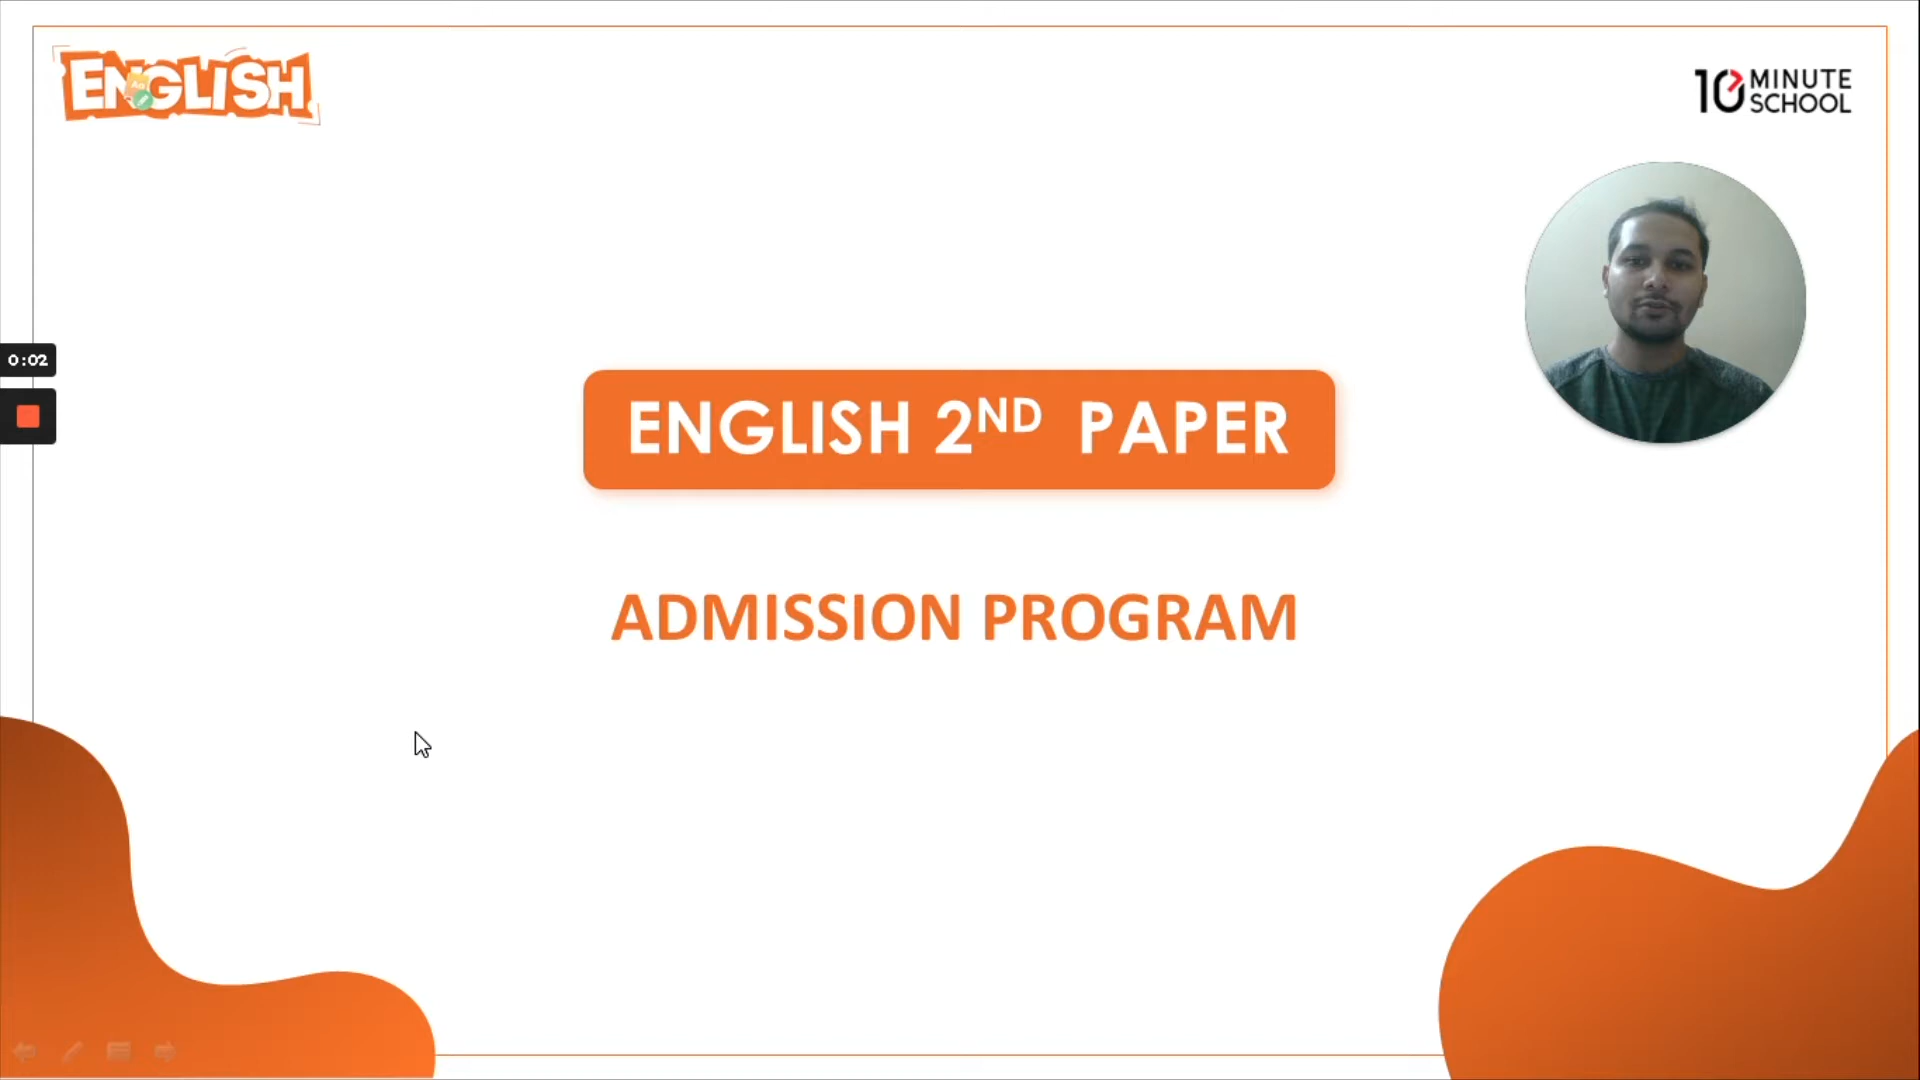 ENGLISH
10 MINUTE
SCHOOL
0:02
ENGLISH 2ND PAPER
ADMISSION PROGRAM